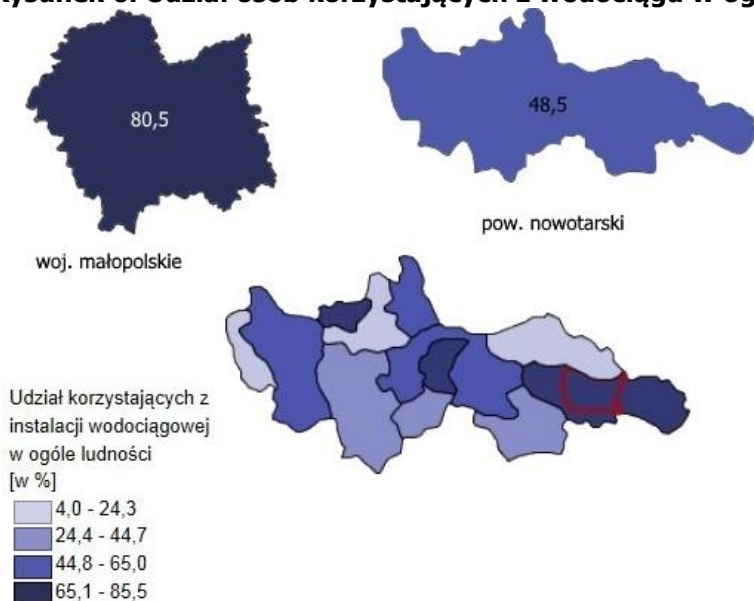 80,5
48,5
woj. małopolskie
pow. nowotarski
Udział korzystających z
instalacji wodociągowej
w ogóle ludności
[w %]
4,0 - 24,3
24,4 - 44,7
44,8 - 65,0
65,1 - 85,5